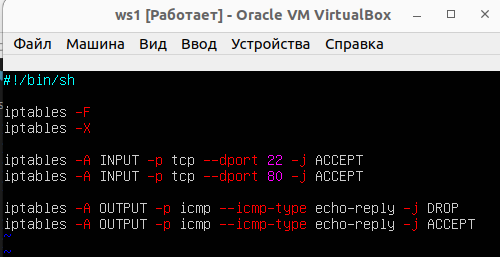 ws1 [Работает] - Oracle VM VirtualBox
Файл Машина Вид Ввод Устройства Справка
#!/bin/sh
iptables -F
iptables -X
iptables -A INPUT -p tcp --dport 22 -j ACCEPT
iptables -A INPUT -p tcp --dport 80 -j ACCEPT
iptables -A OUTPUT -p icmp --icmp-type echo-reply -j DROP
iptables -A OUTPUT -p icmp --icmp-type echo-reply -j ACCEPT
~
~